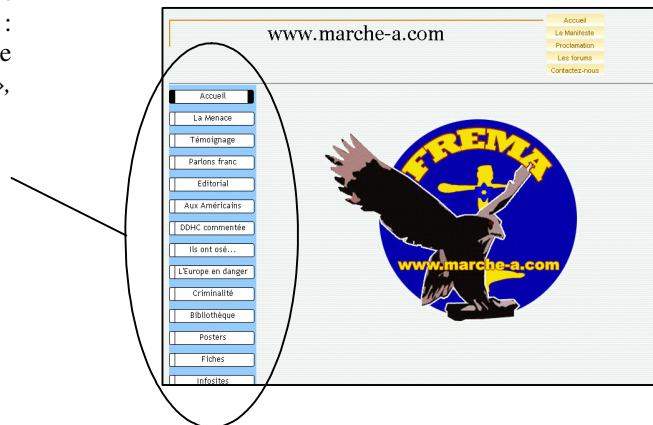 :
e
»,
www.marche-a.com
Accueil
Le Manifeste
Proclamation
Les forums
Contactez-nous
Accueil
La Menace
Témoignage
Parlons franc
Editorial
Aux Américains
DDHC commentée
Ils ont osé...
L'Europe en danger
Criminalité
Bibliothèque
Posters
Fiches
Infosites
FREMA
www.marche-a.com